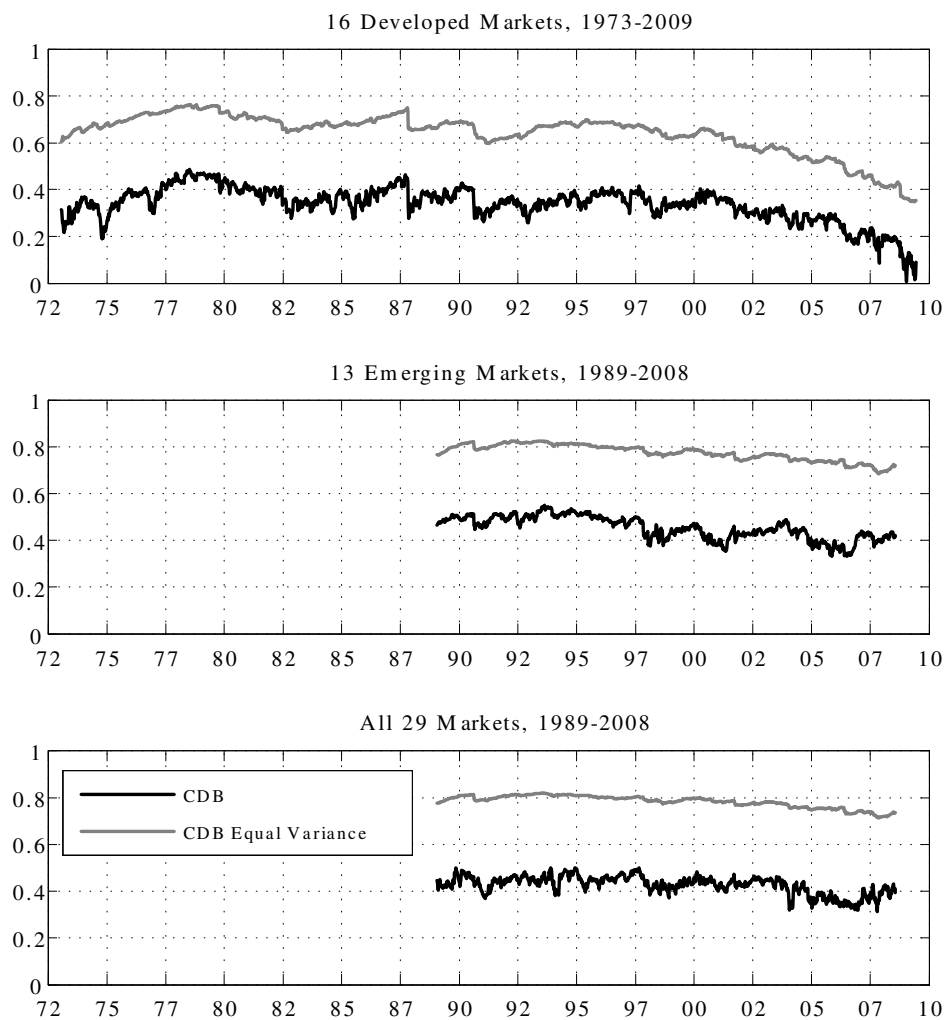 16 Developed Markets, 1973-2009
1
0.8
0.6
0.4
0.2
0
72 75 77 80 82 85 87 90 92 95 97 00 02 05 07 10
13 Emerging Markets, 1989-2008
1
0.8
0.6
0.4
0.2
0
72 75 77 80 82 85 87 90 92 95 97 00 02 05 07 10
All 29 Markets, 1989-2008
1
0.8
0.6
0.4
0.2
0
CDB
CDB Equal Variance
72 75 77 80 82 85 87 90 92 95 97 00 02 05 07 10